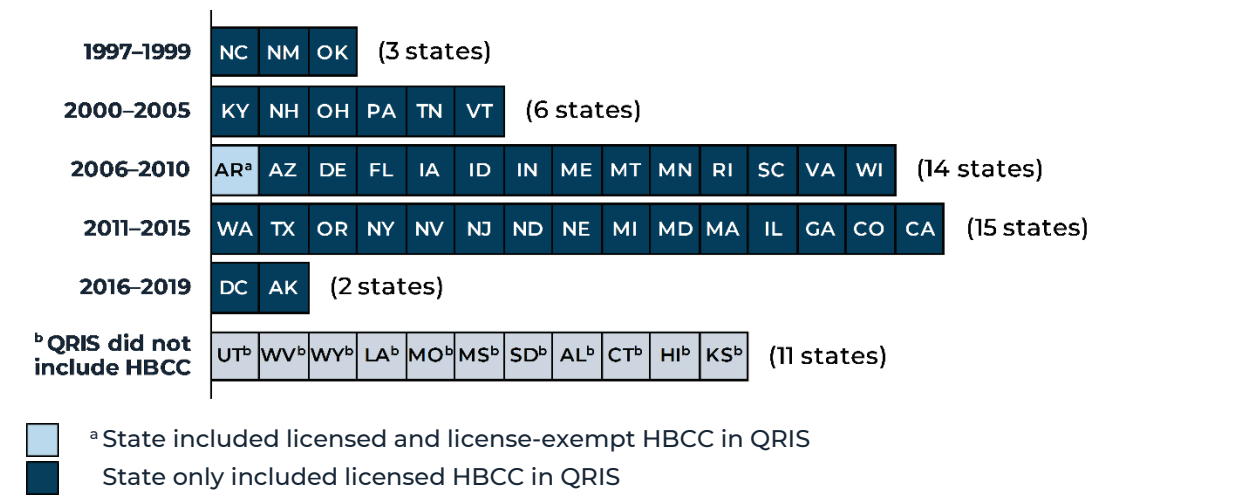 1997–1999 NC NM OK (3 states)
2000–2005 KY NH OH PA TN VT (6 states)
2006–2010 ARᵃ AZ DE FL IA ID IN ME MT MN RI SC VA WI (14 states)
2011–2015 WA TX OR NY NV NJ ND NE MI MD MA IL GA CO CA (15 states)
2016–2019 DC AK (2 states)
ᵇ QRIS did not
include HBCC UTᵇ WVᵇ WYᵇ LAᵇ MOᵇ MSᵇ SDᵇ ALᵇ CTᵇ HIᵇ KSᵇ (11 states)
ᵃ State included licensed and license-exempt HBCC in QRIS
State only included licensed HBCC in QRIS